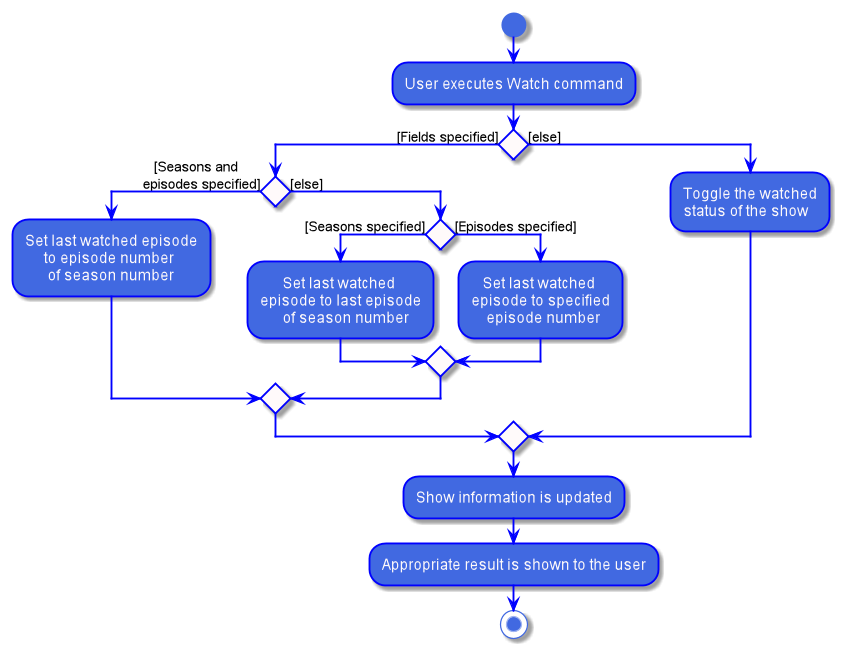 User executes Watch command
[Fields specified]
[else]
[Seasons and
episodes specified]
[else]
Toggle the watched
status of the show
[Seasons specified]
[Episodes specified]
Set last watched episode
to episode number
of season number
Set last watched
episode to last episode
of season number
Set last watched
episode to specified
episode number
Show information is updated
Appropriate result is shown to the user